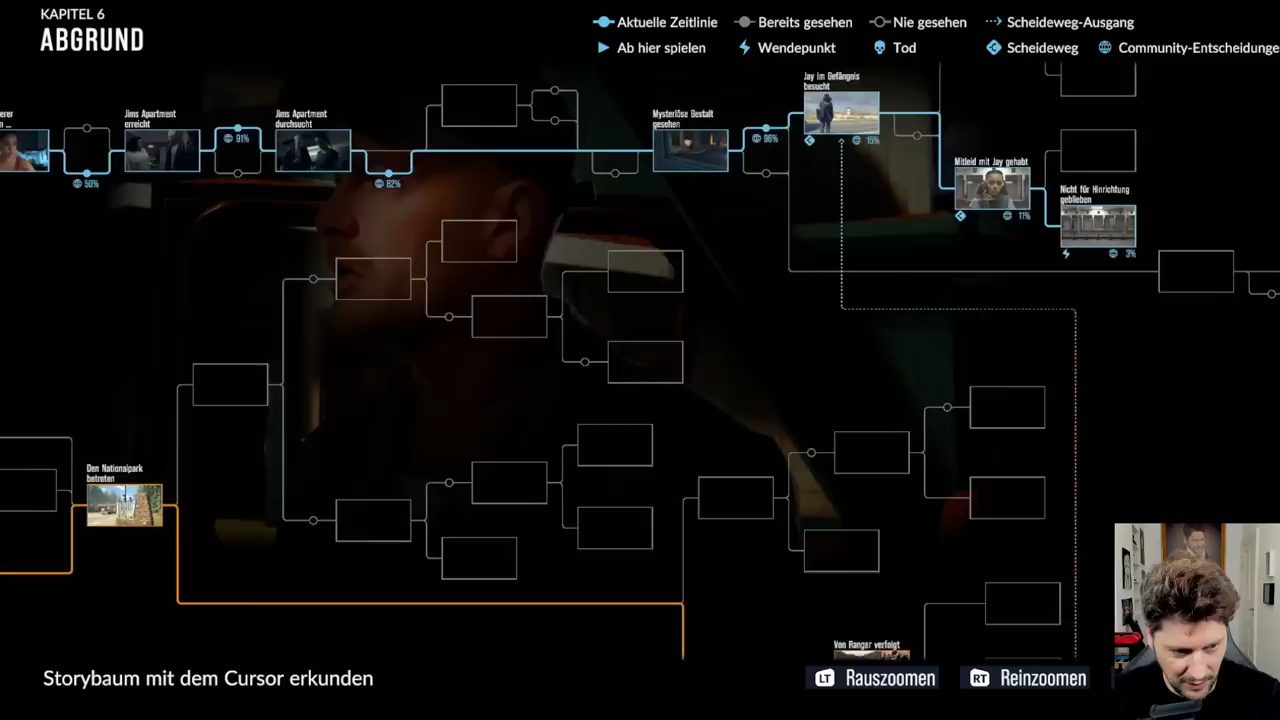 KAPITEL 6
ABGRUND
Aktuelle Zeitlinie
Bereits gesehen
Nie gesehen
Scheideweg-Ausgang
Ab hier spielen
Wendepunkt
Tod
Scheideweg
Community-Entscheidunge
Jay im Gefängnis
besucht
15%
erer
Jims Apartment
erreicht
Jims Apartment
durchsucht
Mysteriöse Gestalt
gesehen
50%
91%
82%
96%
Mitleid mit Jay gehabt
11%
Nicht für Hinrichtung
geblieben
3%
Den Nationalpark
betreten
Von Ranger verfolgt
Storybaum mit dem Cursor erkunden
LT Rauszoomen
RT Reinzoomen